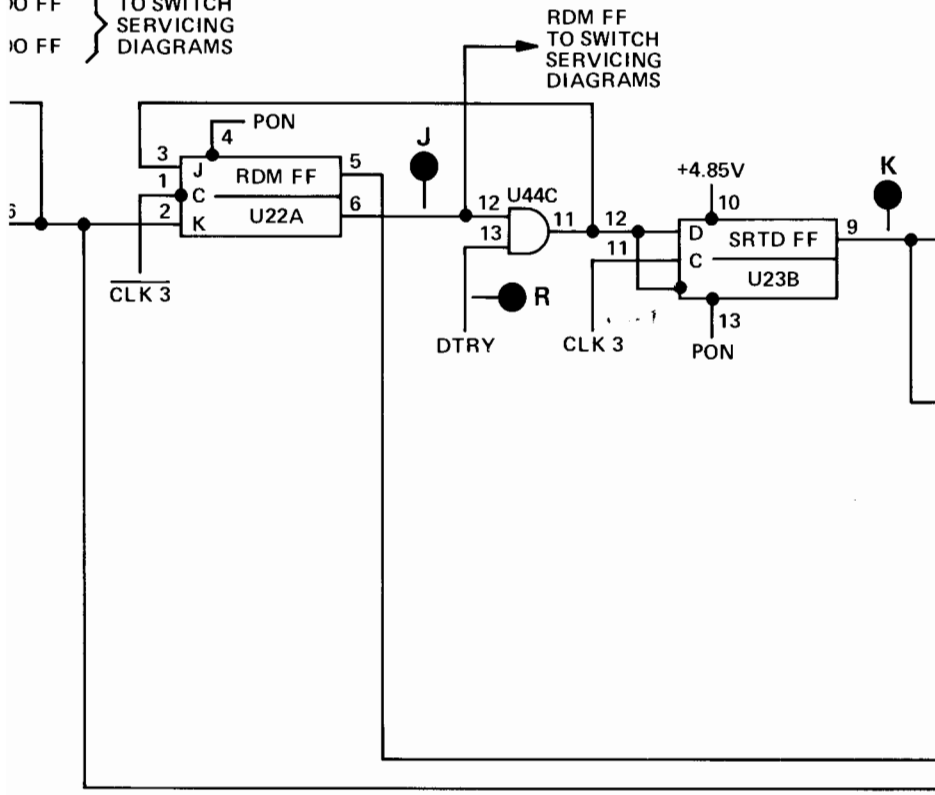 TO SWITCH
SERVICING
DIAGRAMS
FF
FF
RDM FF
TO SWITCH
SERVICING
DIAGRAMS
PON
4
J
3
J
RDM FF
5
1
C
2
K
U22A
6
CLK 3
U44C
12
13
11
R
DTRY
+4.85V
10
12
D
SRTD FF
9
K
11
C
U23B
CLK 3
13
PON